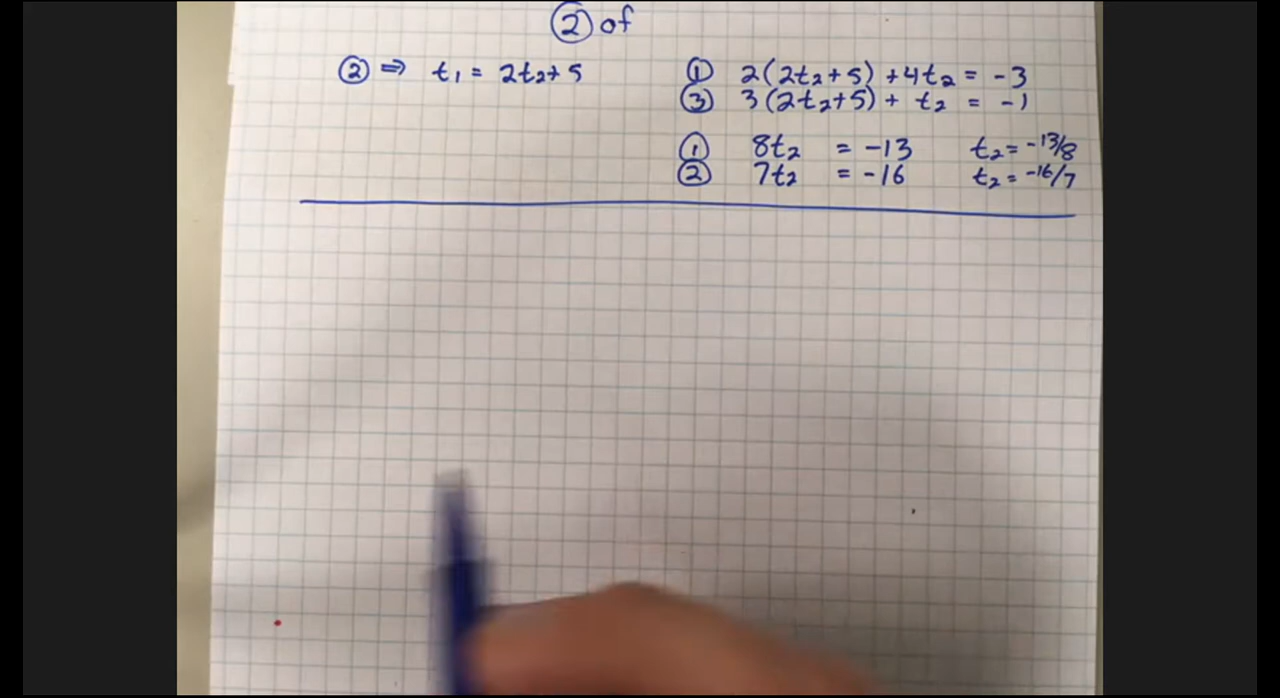 ② of
② ⇒ t₁ = 2t₂+5
① 2(2t₂+5) +4t₂ = -3
③ 3(2t₂+5) + t₂ = -1
① 8t₂ = -13 t₂ = -13/8
② 7t₂ = -16 t₂ = -16/7